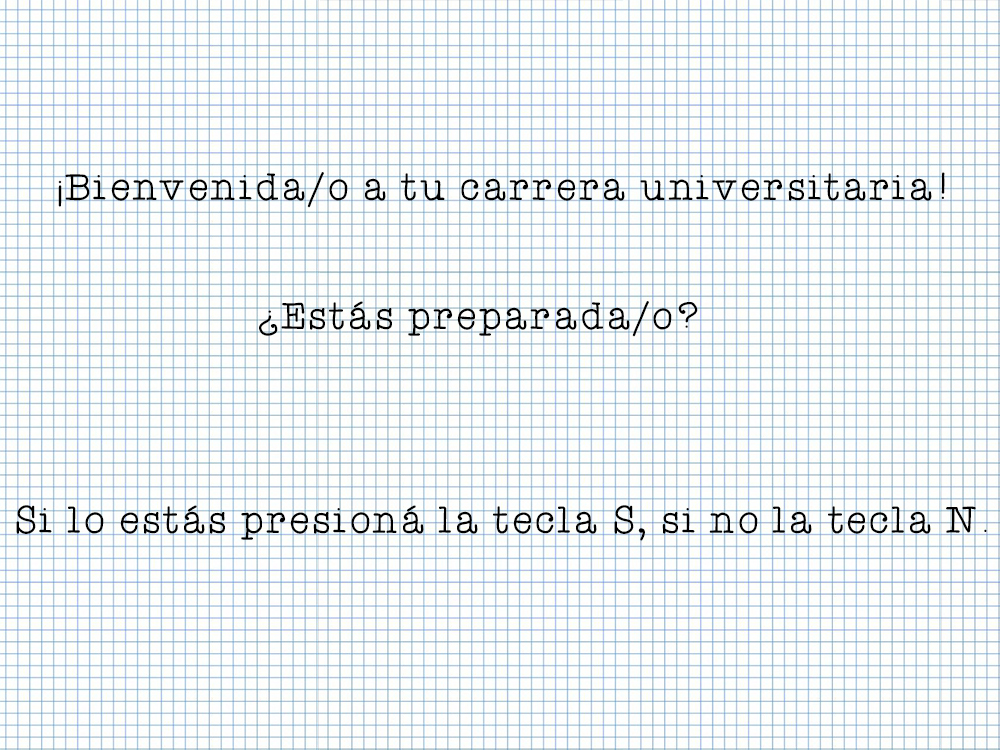 ¡Bienvenida/o a tu carrera universitaria!
¿Estás preparada/o?
Si lo estás presioná la tecla S, si no la tecla N.